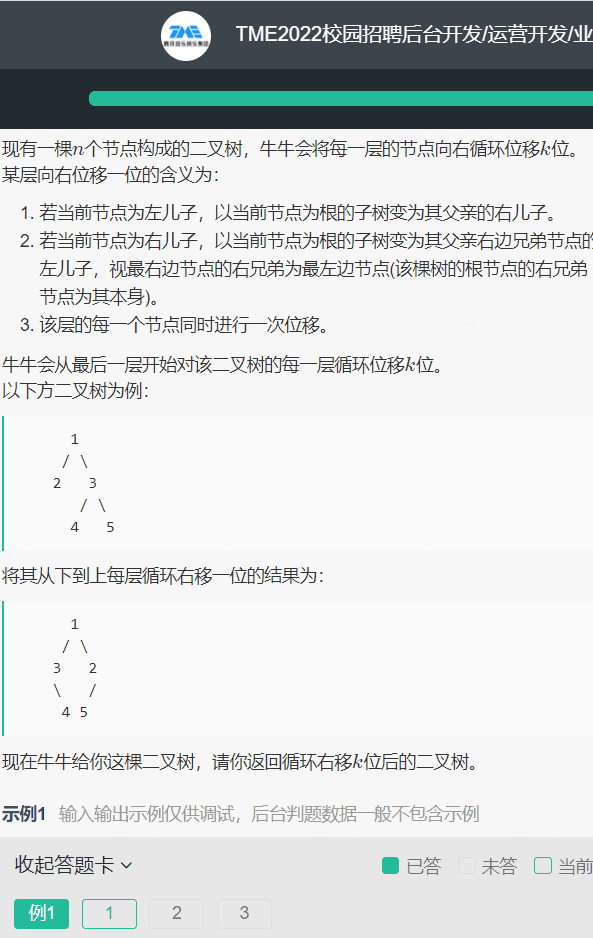 TME
腾讯音乐娱乐集团
TME2022校园招聘后台开发/运营开发/业
现有一棵n个节点构成的二叉树，牛牛会将每一层的节点向右循环位移k位。
某层向右位移一位的含义为：
1. 若当前节点为左儿子，以当前节点为根的子树变为其父亲的右儿子。
2. 若当前节点为右儿子，以当前节点为根的子树变为其父亲右边兄弟节点的
左儿子，视最右边节点的右兄弟为最左边节点(该棵树的根节点的右兄弟
节点为其本身)。
3. 该层的每一个节点同时进行一次位移。
牛牛会从最后一层开始对该二叉树的每一层循环位移k位。
以下方二叉树为例：
1
/ \
2 3
/ \
4 5
将其从下到上每层循环右移一位的结果为：
1
/ \
3 2
\ /
4 5
现在牛牛给你这棵二叉树，请你返回循环右移k位后的二叉树。
示例1 输入输出示例仅供调试，后台判题数据一般不包含示例
收起答题卡 已答 未答 当前
例1 1 2 3